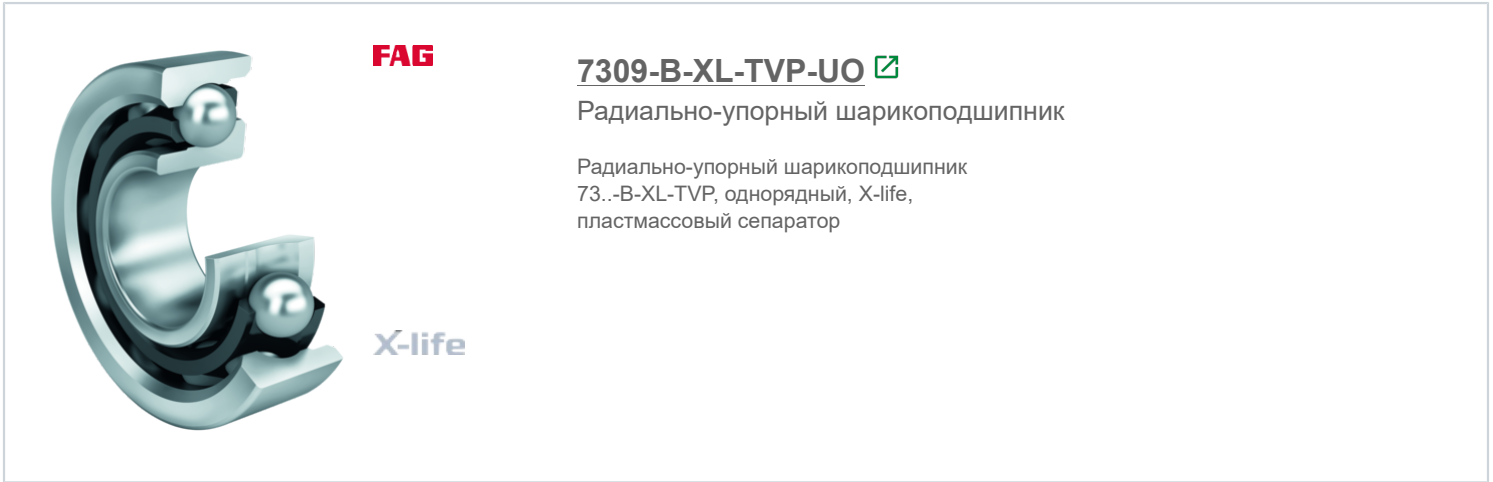 FAG
7309-B-XL-TVP-UO
Радиально-упорный шарикоподшипник
Радиально-упорный шарикоподшипник
73..-B-XL-TVP, однорядный, X-life,
пластмассовый сепаратор
X-life